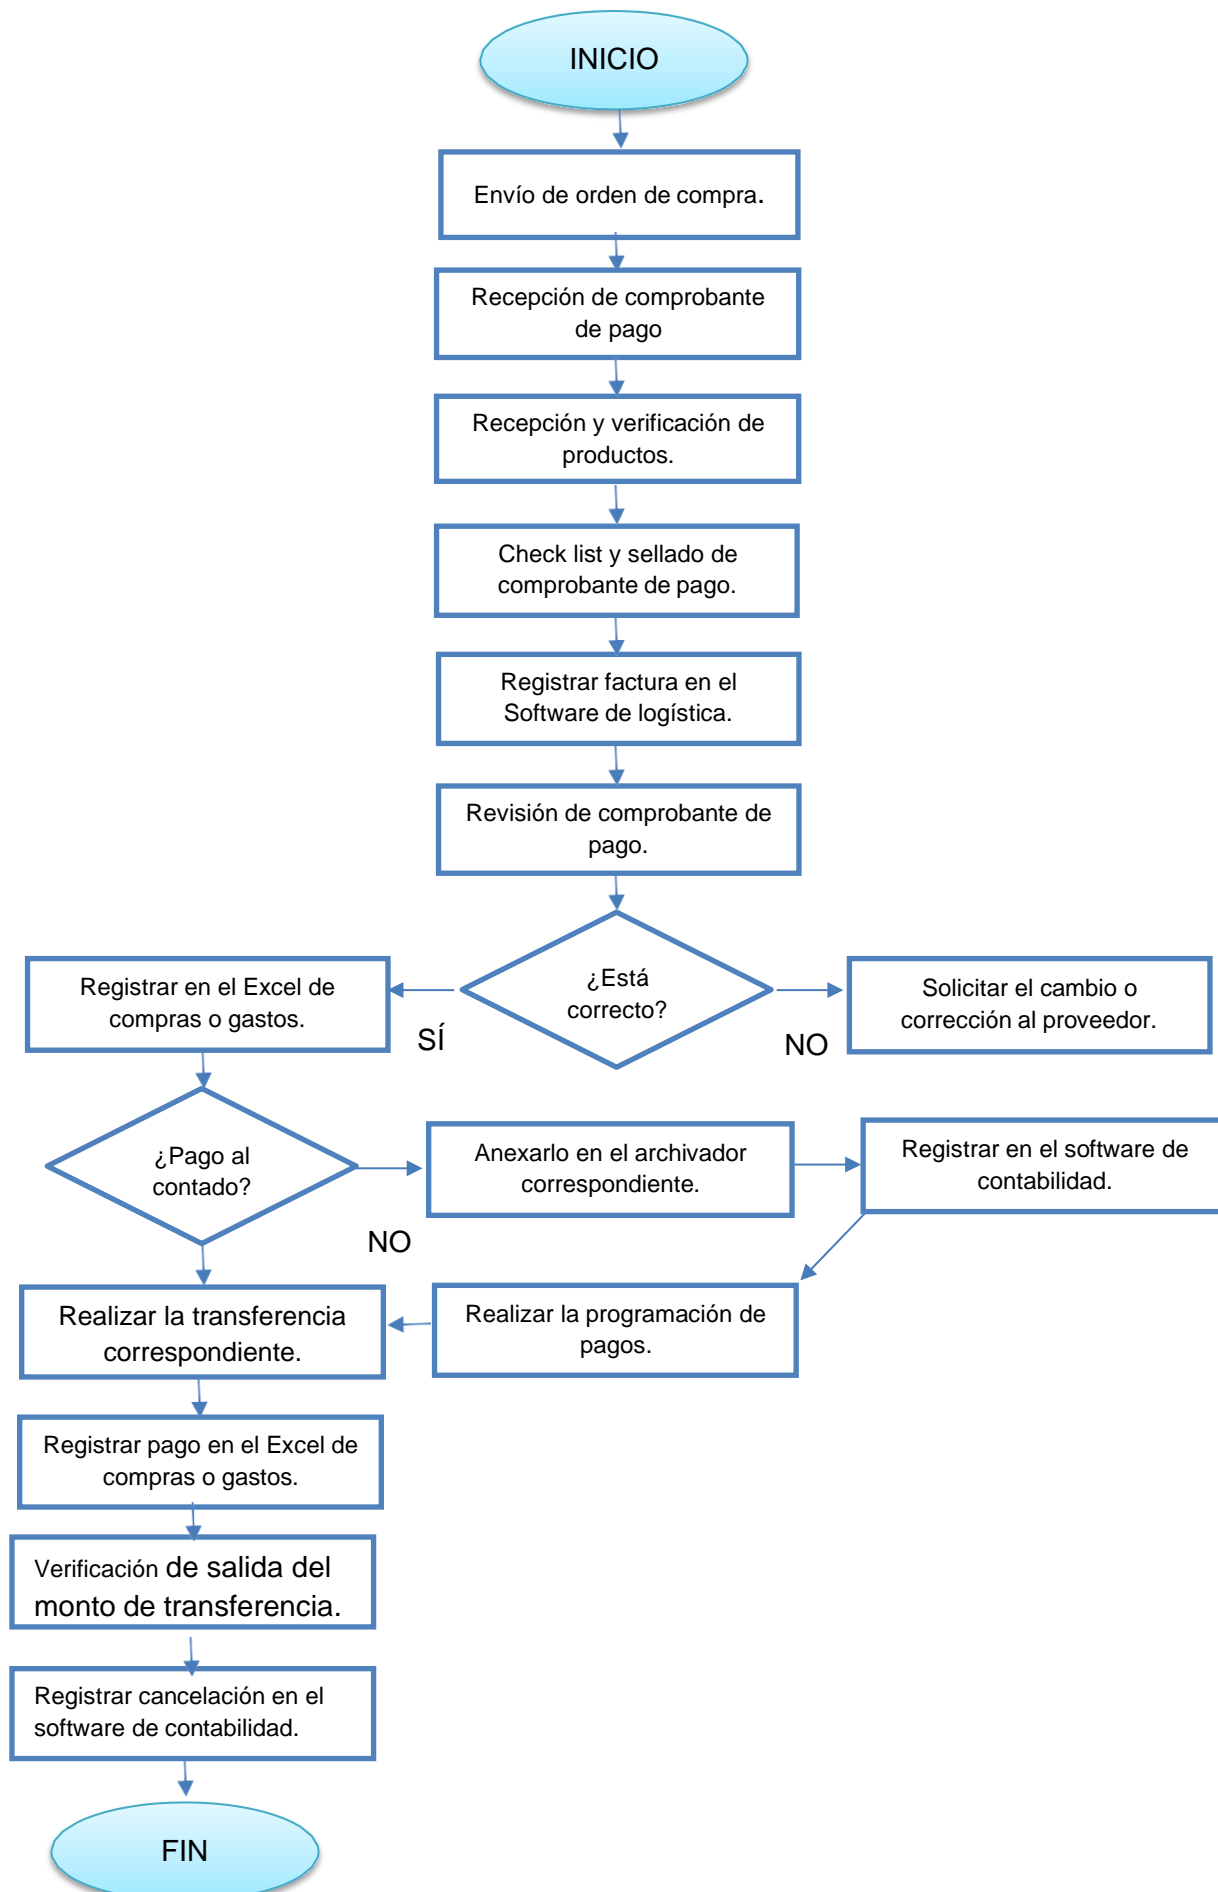 INICIO
Envío de orden de compra.
Recepción de comprobante
de pago
Recepción y verificación de
productos.
Check list y sellado de
comprobante de pago.
Registrar factura en el
Software de logística.
Revisión de comprobante de
pago.
¿Está
correcto?
SÍ
NO
Registrar en el Excel de
compras o gastos.
Solicitar el cambio o
corrección al proveedor.
¿Pago al
contado?
NO
Anexarlo en el archivador
correspondiente.
Registrar en el software de
contabilidad.
Realizar la programación de
pagos.
Realizar la transferencia
correspondiente.
Registrar pago en el Excel de
compras o gastos.
Verificación de salida del
monto de transferencia.
Registrar cancelación en el
software de contabilidad.
FIN